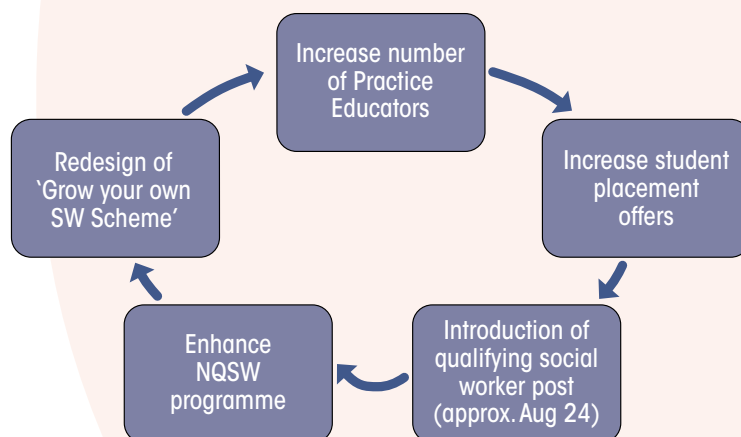 Increase number
of Practice
Educators
Increase student
placement
offers
Introduction of
qualifying social
worker post
(approx. Aug 24)
Enhance
NQSW
programme
Redesign of
‘Grow your own
SW Scheme’